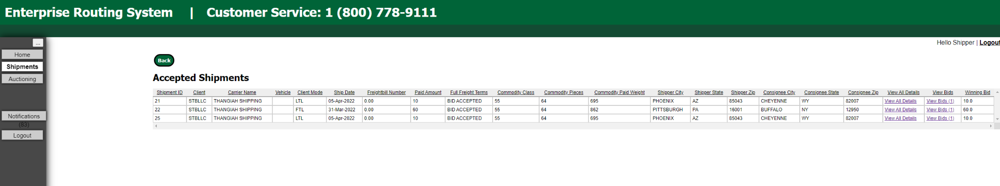 Enterprise Routing System | Customer Service: 1 (800) 778-9111
Hello Shipper | Logout
...
Home
Shipments
Auctioning
Notifications
(83)
Logout
Back
Accepted Shipments
Shipment ID Client Carrier Name Vehicle Client Mode Ship Date Freightbill Number Paid Amount Full Freight Terms Commodity Class Commodity Pieces Commodity Paid Weight Shipper City Shipper State Shipper Zip Consignee City Consignee State Consignee Zip View All Details View Bids Winning Bid
21 STBLLC THANGIAH SHIPPING LTL 05-Apr-2022 0.00 10 BID ACCEPTED 55 64 695 PHOENIX AZ 85043 CHEYENNE WY 82007 View All Details View Bids (1) 10.0
22 STBLLC THANGIAH SHIPPING FTL 31-Mar-2022 0.00 60 BID ACCEPTED 55 64 862 PITTSBURGH PA 16001 BUFFALO NY 12950 View All Details View Bids (1) 60.0
25 STBLLC THANGIAH SHIPPING LTL 05-Apr-2022 0.00 10 BID ACCEPTED 55 64 695 PHOENIX AZ 85043 CHEYENNE WY 82007 View All Details View Bids (1) 10.0